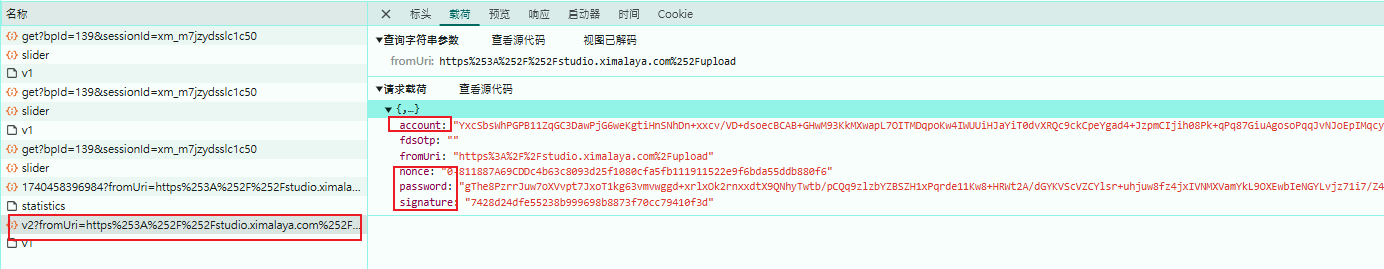 名称
get?bpId=139&sessionId=xm_m7jzydsslc1c50
slider
v1
get?bpId=139&sessionId=xm_m7jzydsslc1c50
slider
v1
get?bpId=139&sessionId=xm_m7jzydsslc1c50
slider
1740458396984?fromUri=https%253A%252F%252Fstudio.ximala...
statistics
v2?fromUri=https%253A%252F%252Fstudio.ximalaya.com%252F...
v1
标头 载荷 预览 响应 启动器 时间 Cookie
▼查询字符串参数 查看源代码 视图已解码
fromUri: https%253A%252F%252Fstudio.ximalaya.com%252Fupload
▼请求载荷 查看源代码
▼{,…}
account: "YxcSbsWhPGPB11ZqGC3DawPjG6weKgtiHnSNhDn+xxcv/VD+dsoecBCAB+GHwM93KkMXwapL7OITMDqpoKw4IWUUiHJaYiT0dvXRQc9ckCpeYgad4+JzpmCIjih08Pk+qPq87GiuAgosoPqqJvNJoEpIMqcy
fdsOtp: ""
fromUri: "https%3A%2F%2Fstudio.ximalaya.com%2Fupload"
nonce: "0-811887A69CDDc4b63c8093d25f1080cfa5fb111911522e9f6bda55ddb880f6"
password: "gThe8PzrrJuw7oXVvpt7JxoT1kg63vmvwggd+xrlxOk2rnxxdtX9QNhyTwtb/pCQq9zlzbYZBSZH1xPqrde11Kw8+HRWt2A/dGYKVScVZCYlsr+uhjuw8fz4jxIVNMXVamYkL9OXEwbIeNGYLvjz71i7/Z4
signature: "7428d24dfe55238b999698b8873f70cc79410f3d"